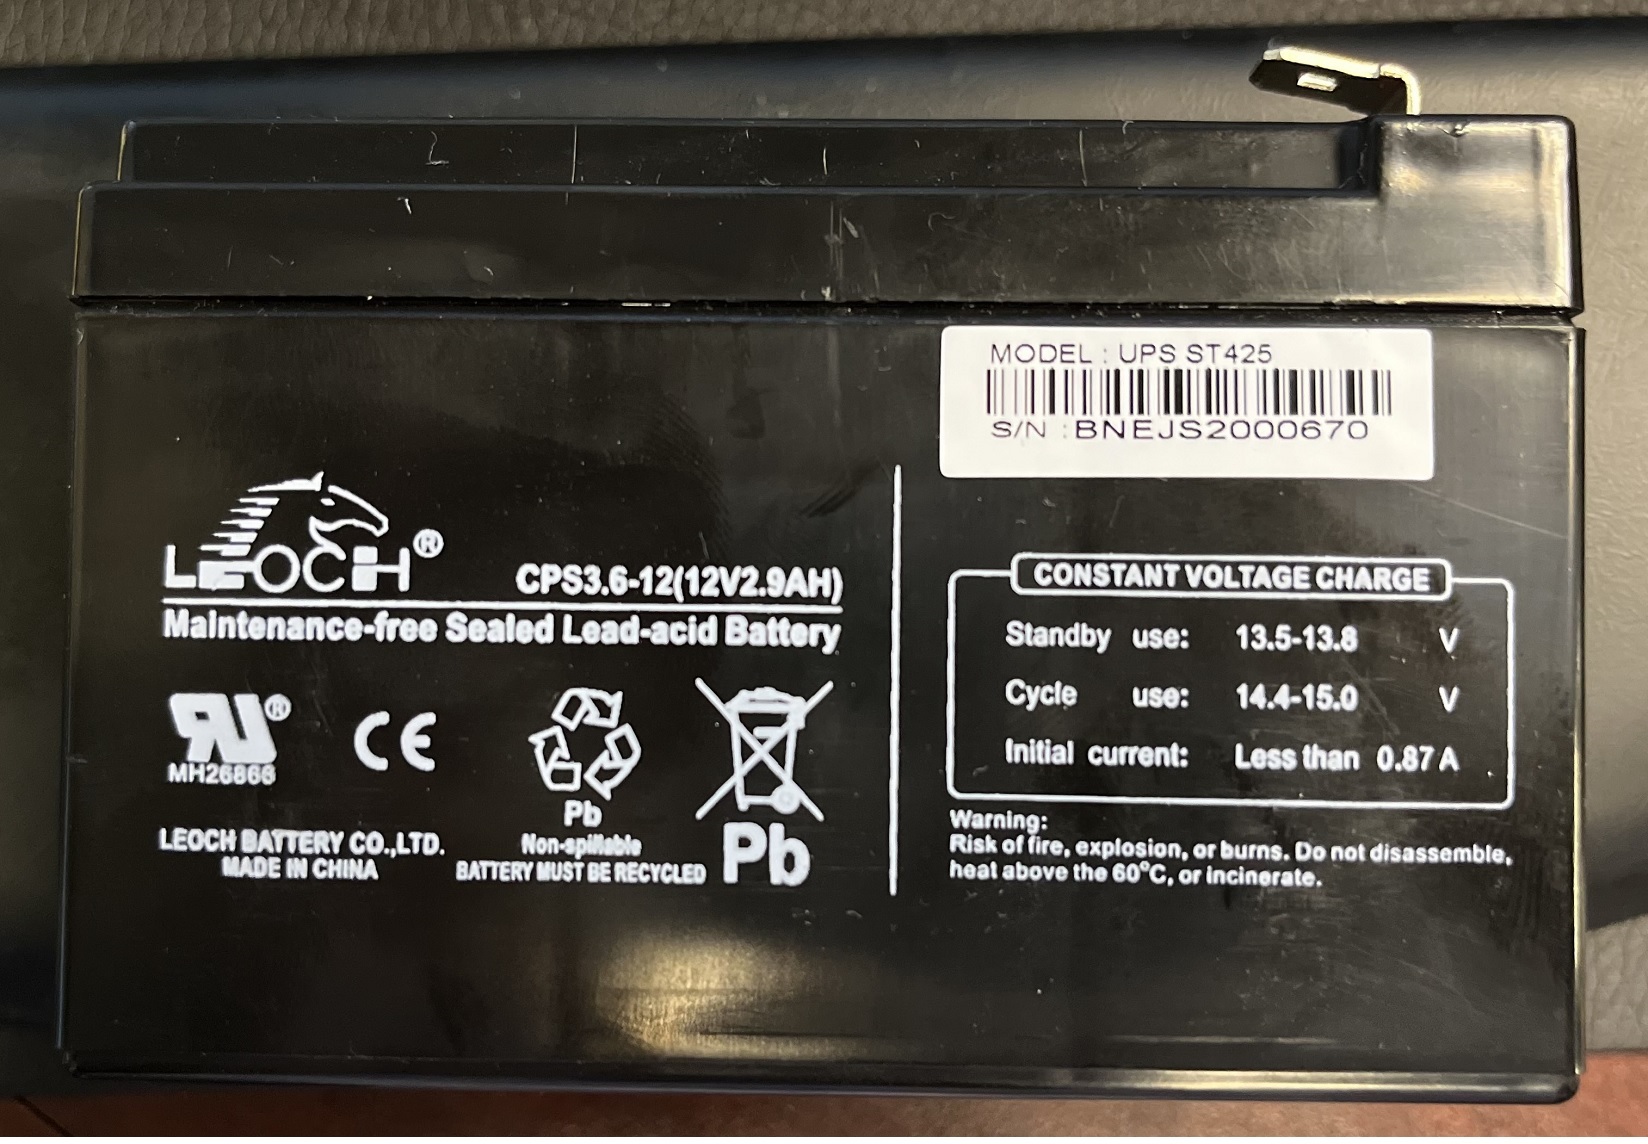 MODEL : UPS ST425
S/N : BNEJS2000670
LEOCH®
CPS3.6-12(12V2.9AH)
Maintenance-free Sealed Lead-acid Battery
®
MH26866
CE
Pb
Non-spillable
BATTERY MUST BE RECYCLED
Pb
LEOCH BATTERY CO.,LTD.
MADE IN CHINA
CONSTANT VOLTAGE CHARGE
Standby use: 13.5-13.8 V
Cycle use: 14.4-15.0 V
Initial current: Less than 0.87 A
Warning:
Risk of fire, explosion, or burns. Do not disassemble,
heat above the 60°C, or incinerate.